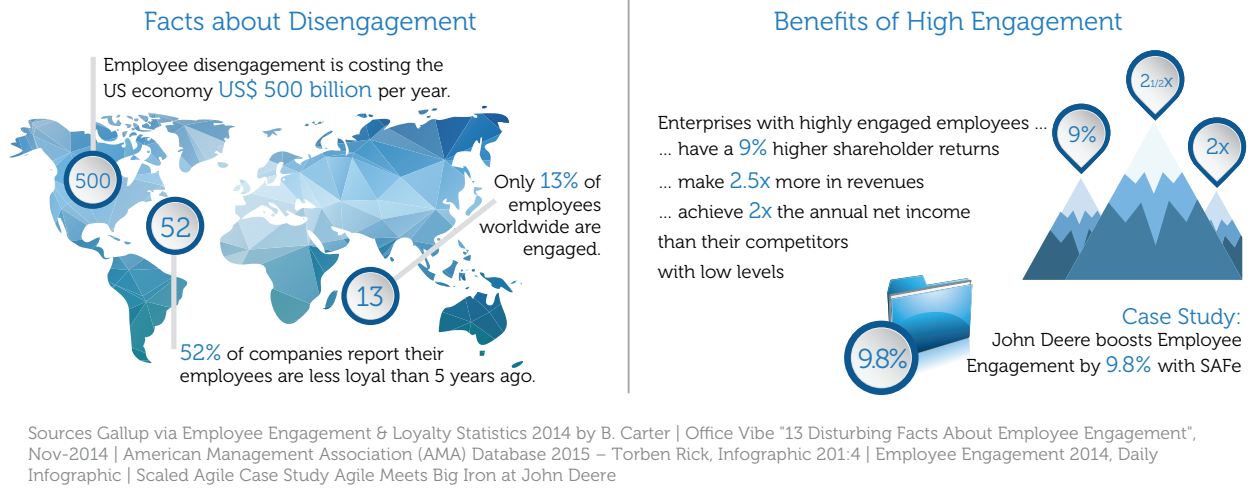 Facts about Disengagement
Employee disengagement is costing the
US economy US$ 500 billion per year.
500
52
Only 13% of
employees
worldwide are
engaged.
13
52% of companies report their
employees are less loyal than 5 years ago.
Benefits of High Engagement
2 1/2x
9%
2x
Enterprises with highly engaged employees ...
... have a 9% higher shareholder returns
... make 2.5x more in revenues
... achieve 2x the annual net income
than their competitors
with low levels
9.8%
Case Study:
John Deere boosts Employee
Engagement by 9.8% with SAFe
Sources Gallup via Employee Engagement & Loyalty Statistics 2014 by B. Carter | Office Vibe "13 Disturbing Facts About Employee Engagement",
Nov-2014 | American Management Association (AMA) Database 2015 – Torben Rick, Infographic 201:4 | Employee Engagement 2014, Daily
Infographic | Scaled Agile Case Study Agile Meets Big Iron at John Deere